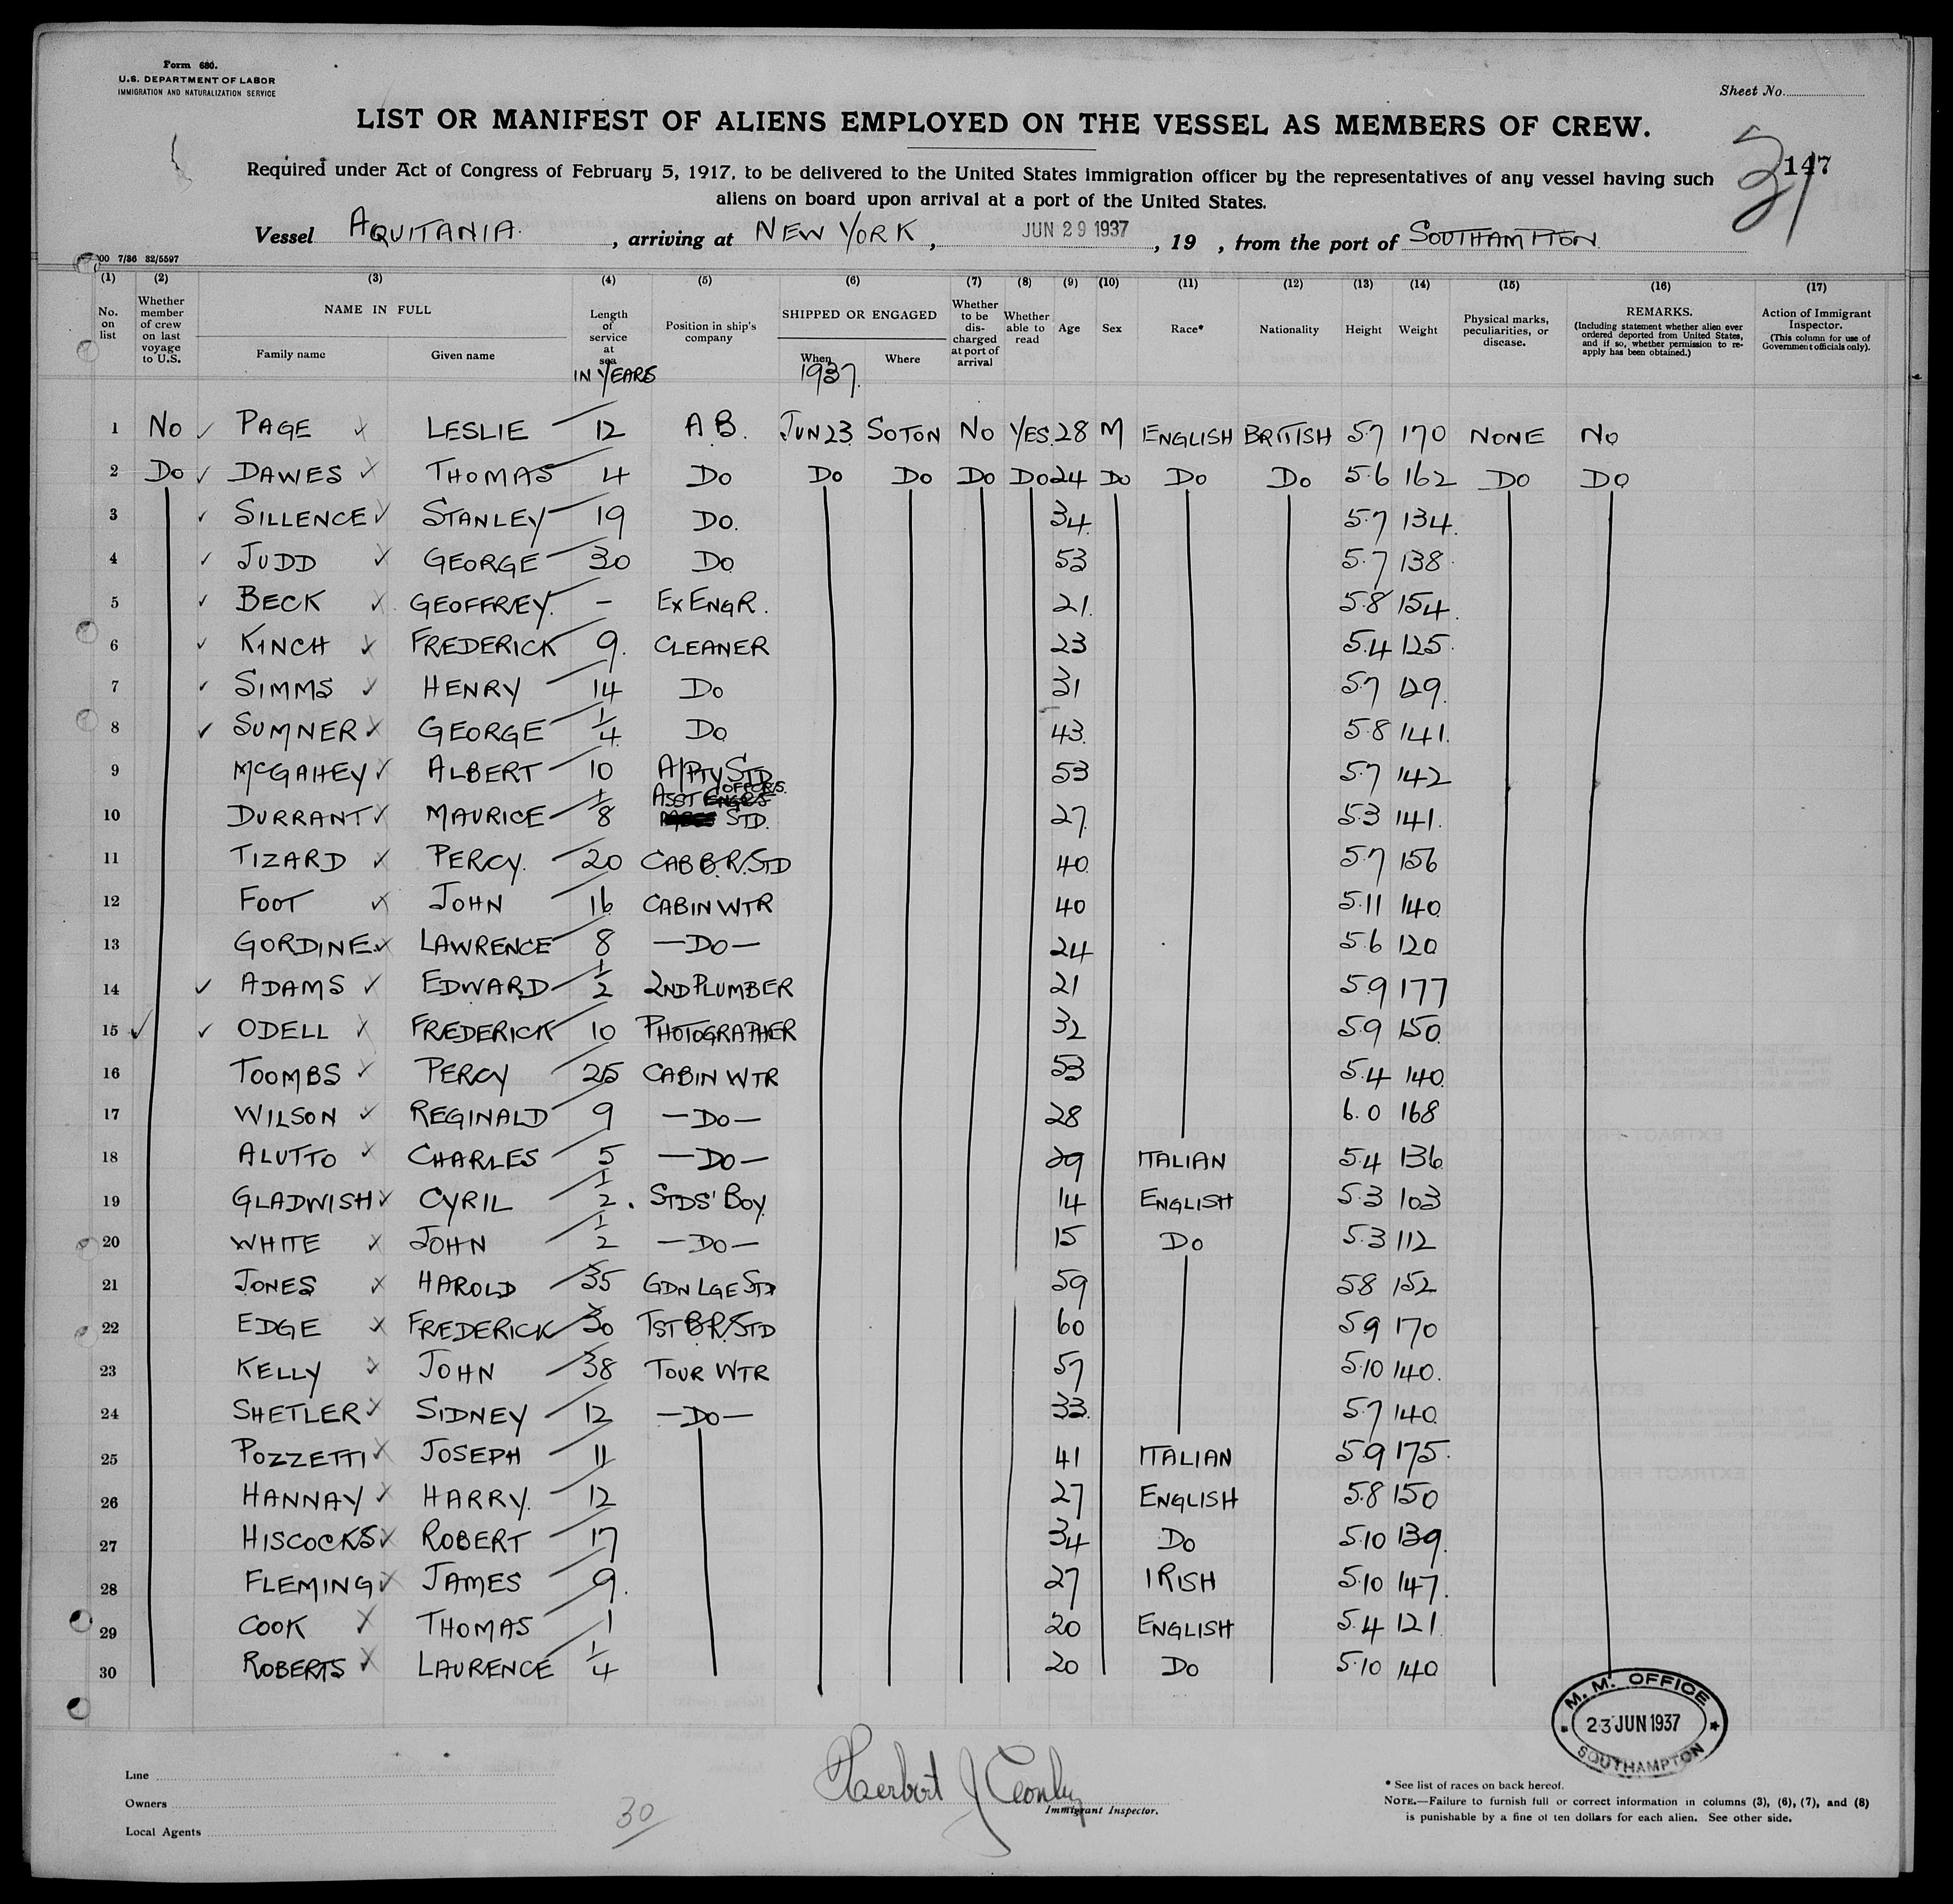 Form 680.
U.S. DEPARTMENT OF LABOR
IMMIGRATION AND NATURALIZATION SERVICE
Sheet No.
LIST OR MANIFEST OF ALIENS EMPLOYED ON THE VESSEL AS MEMBERS OF CREW.
147
31
Required under Act of Congress of February 5, 1917, to be delivered to the United States immigration officer by the representatives of any vessel having such
aliens on board upon arrival at a port of the United States.
Vessel AQUITANIA. , arriving at NEW YORK , JUN 29 1937 , 19 , from the port of SOUTHAMPTON.
00 7/36 32/5597
(1) (2) (3) (4) (5) (6) (7) (8) (9) (10) (11) (12) (13) (14) (15) (16) (17)
No. on list Whether member of crew on last voyage to U.S. NAME IN FULL Family name Given name Length of service at sea IN YEARS Position in ship's company SHIPPED OR ENGAGED When 1937. Where Whether to be discharged at port of arrival Whether able to read Age Sex Race* Nationality Height Weight Physical marks, peculiarities, or disease. REMARKS. (Including statement whether alien ever ordered deported from United States, and if so, whether permission to re-apply has been obtained.) Action of Immigrant Inspector. (This column for use of Government officials only).
1 No ✓ PAGE ✓ LESLIE 12 A B. JUN 23 SOTON No YES. 28 M ENGLISH BRITISH 5.7 170 NONE No
2 Do ✓ DAWES ✓ THOMAS 4 Do Do Do Do Do 24 Do Do Do 5.6 162 Do Do
3 ✓ SILLENCE ✓ STANLEY 19 Do. 34 5.7 134
4 ✓ JUDD ✓ GEORGE 30 Do 53 5.7 138
5 ✓ BECK ✓ GEOFFREY. - EX ENGR. 21 5.8 154
6 ✓ KINCH ✓ FREDERICK 9. CLEANER 23 5.4 125
7 ✓ SIMMS ✓ HENRY 14 Do 31 5.7 129
8 ✓ SUMNER ✓ GEORGE 1/4 Do 43 5.8 141
9 McGAHEY ✓ ALBERT 10 A/PTY STD 53 5.7 142
10 DURRANT ✓ MAURICE 1/8 ASST ENGRS OFFCRS. STD. 27 5.3 141
11 TIZARD ✓ PERCY. 20 CAB B.R. STD 40 5.7 156
12 FOOT ✓ JOHN 16 CABIN WTR 40 5.11 140
13 GORDINE ✓ LAWRENCE 8 —Do— 24 5.6 120
14 ✓ ADAMS ✓ EDWARD 1/2 2ND PLUMBER 21 5.9 177
15 ✓ ✓ ODELL ✓ FREDERICK 10 PHOTOGRAPHER 32 5.9 150
16 TOOMBS ✓ PERCY 25 CABIN WTR 53 5.4 140
17 WILSON ✓ REGINALD 9 —Do— 28 6.0 168
18 ALUTTO ✓ CHARLES 5 —Do— 29 ITALIAN 5.4 136
19 GLADWISH ✓ CYRIL 1/2 STDS' BOY 14 ENGLISH 5.3 103
20 WHITE ✓ JOHN 1/2 —Do— 15 Do 5.3 112
21 JONES ✓ HAROLD 35 GDN LGE STD 59 5.8 152
22 EDGE ✓ FREDERICK 30 TST B.R. STD 60 5.9 170
23 KELLY ✓ JOHN 38 TOUR WTR 57 5.10 140
24 SHETLER ✓ SIDNEY 12 —Do— 33 5.7 140
25 POZZETTI ✓ JOSEPH 11 41 ITALIAN 5.9 175
26 HANNAY ✓ HARRY. 12 27 ENGLISH 5.8 150
27 HISCOCKS ✓ ROBERT 17 34 Do 5.10 139
28 FLEMING ✓ JAMES 9. 27 IRISH 5.10 147
29 COOK ✓ THOMAS 1 20 ENGLISH 5.4 121
30 ROBERTS ✓ LAURENCE 1/4 20 Do 5.10 140
M. M. OFFICE
23 JUN 1937
SOUTHAMPTON
Line
Owners
Local Agents
30
Herbert J
Immigrant Inspector.
* See list of races on back hereof.
NOTE.—Failure to furnish full or correct information in columns (3), (6), (7), and (8)
is punishable by a fine of ten dollars for each alien. See other side.